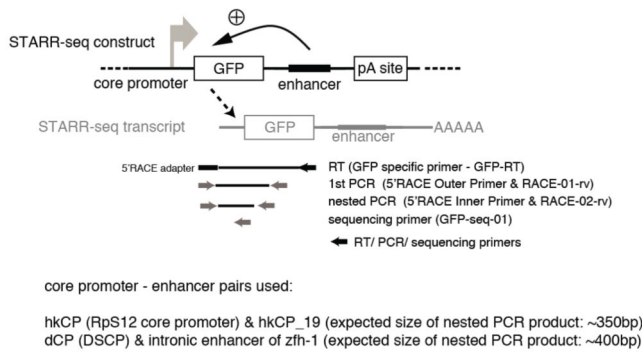 ⊕
STARR-seq construct
core promoter
GFP
enhancer
pA site
STARR-seq transcript
GFP
enhancer
AAAAA
5'RACE adapter
RT (GFP specific primer - GFP-RT)
1st PCR (5'RACE Outer Primer & RACE-01-rv)
nested PCR (5'RACE Inner Primer & RACE-02-rv)
sequencing primer (GFP-seq-01)
RT/ PCR/ sequencing primers
core promoter - enhancer pairs used:
hkCP (RpS12 core promoter) & hkCP_19 (expected size of nested PCR product: ~350bp)
dCP (DSCP) & intronic enhancer of zfh-1 (expected size of nested PCR product: ~400bp)